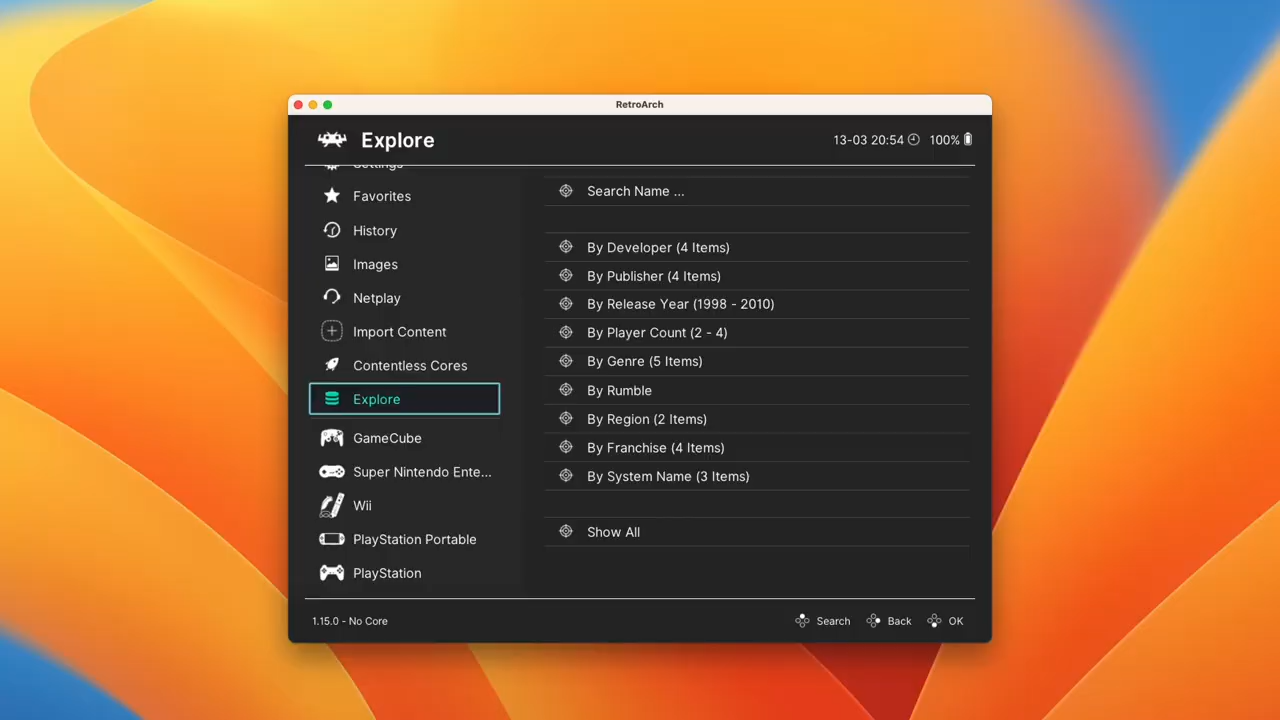 RetroArch
Explore
13-03 20:54 100%
Settings
Favorites
History
Images
Netplay
Import Content
Contentless Cores
Explore
GameCube
Super Nintendo Ente...
Wii
PlayStation Portable
PlayStation
Search Name ...
By Developer (4 Items)
By Publisher (4 Items)
By Release Year (1998 - 2010)
By Player Count (2 - 4)
By Genre (5 Items)
By Rumble
By Region (2 Items)
By Franchise (4 Items)
By System Name (3 Items)
Show All
1.15.0 - No Core
Search Back OK